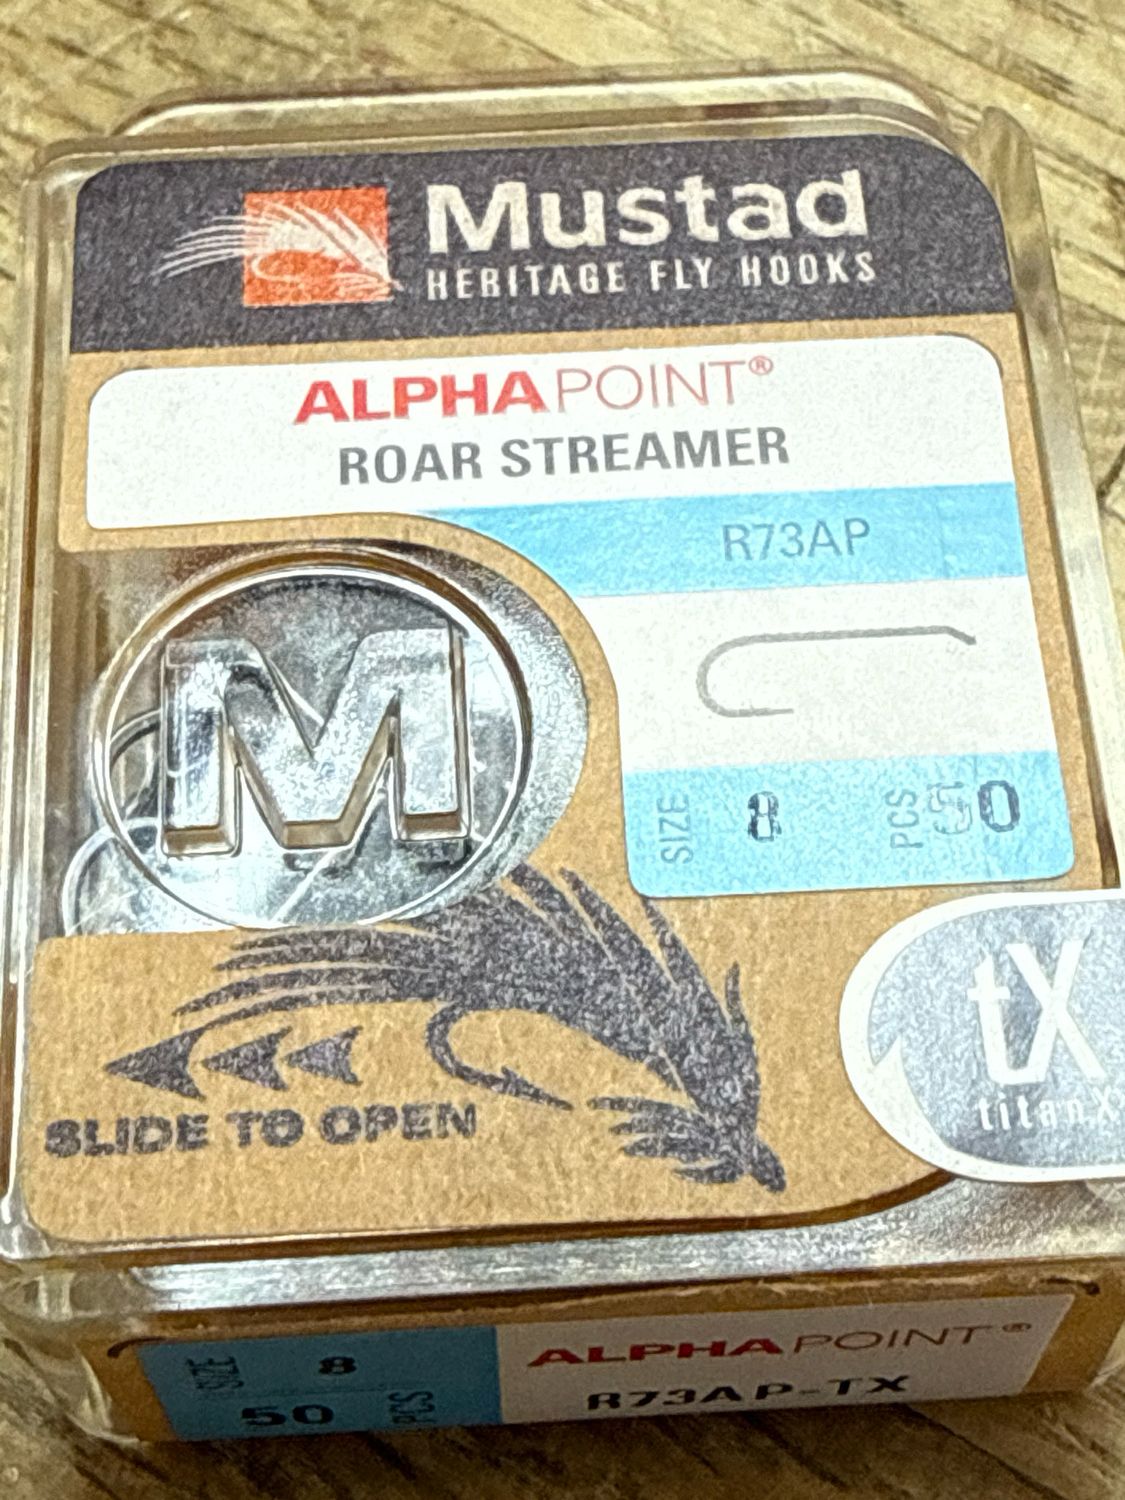 Mustad
HERITAGE FLY HOOKS
ALPHAPOINT®
ROAR STREAMER
R73AP
SIZE 8 PCS 50
M
tX
titanX
SLIDE TO OPEN
SIZE 8
50 PCS
ALPHAPOINT®
R73AP-TX